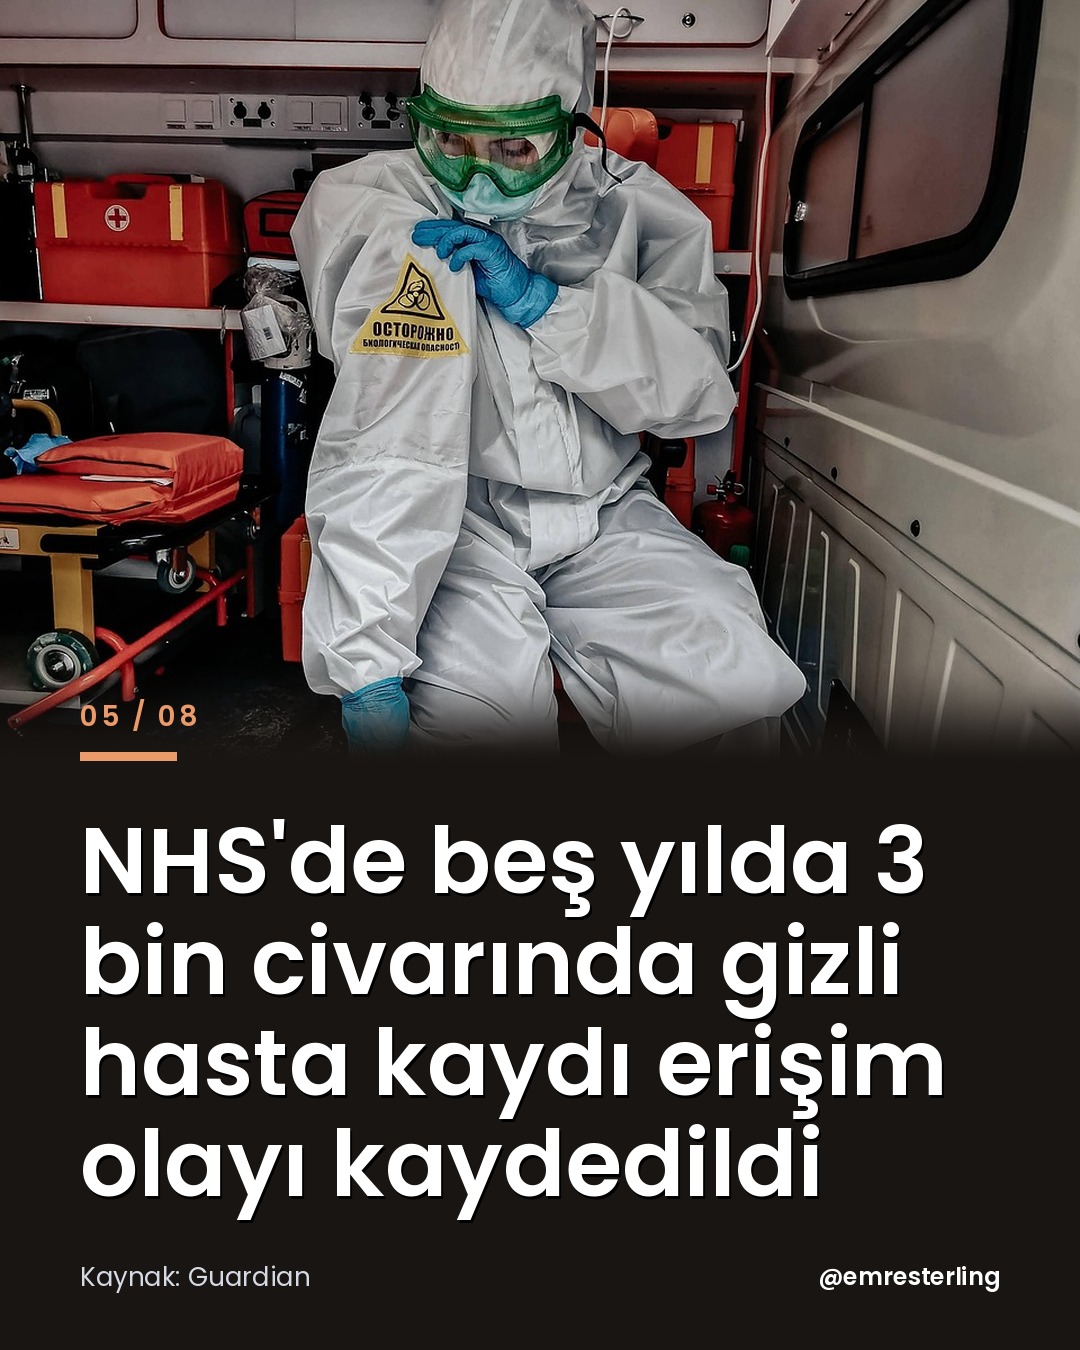 ОСТОРОЖНО
БИОЛОГИЧЕСКАЯ ОПАСНОСТЬ
05 / 08
NHS'de beş yılda 3
bin civarında gizli
hasta kaydı erişim
olayı kaydedildi
Kaynak: Guardian
@emresterling